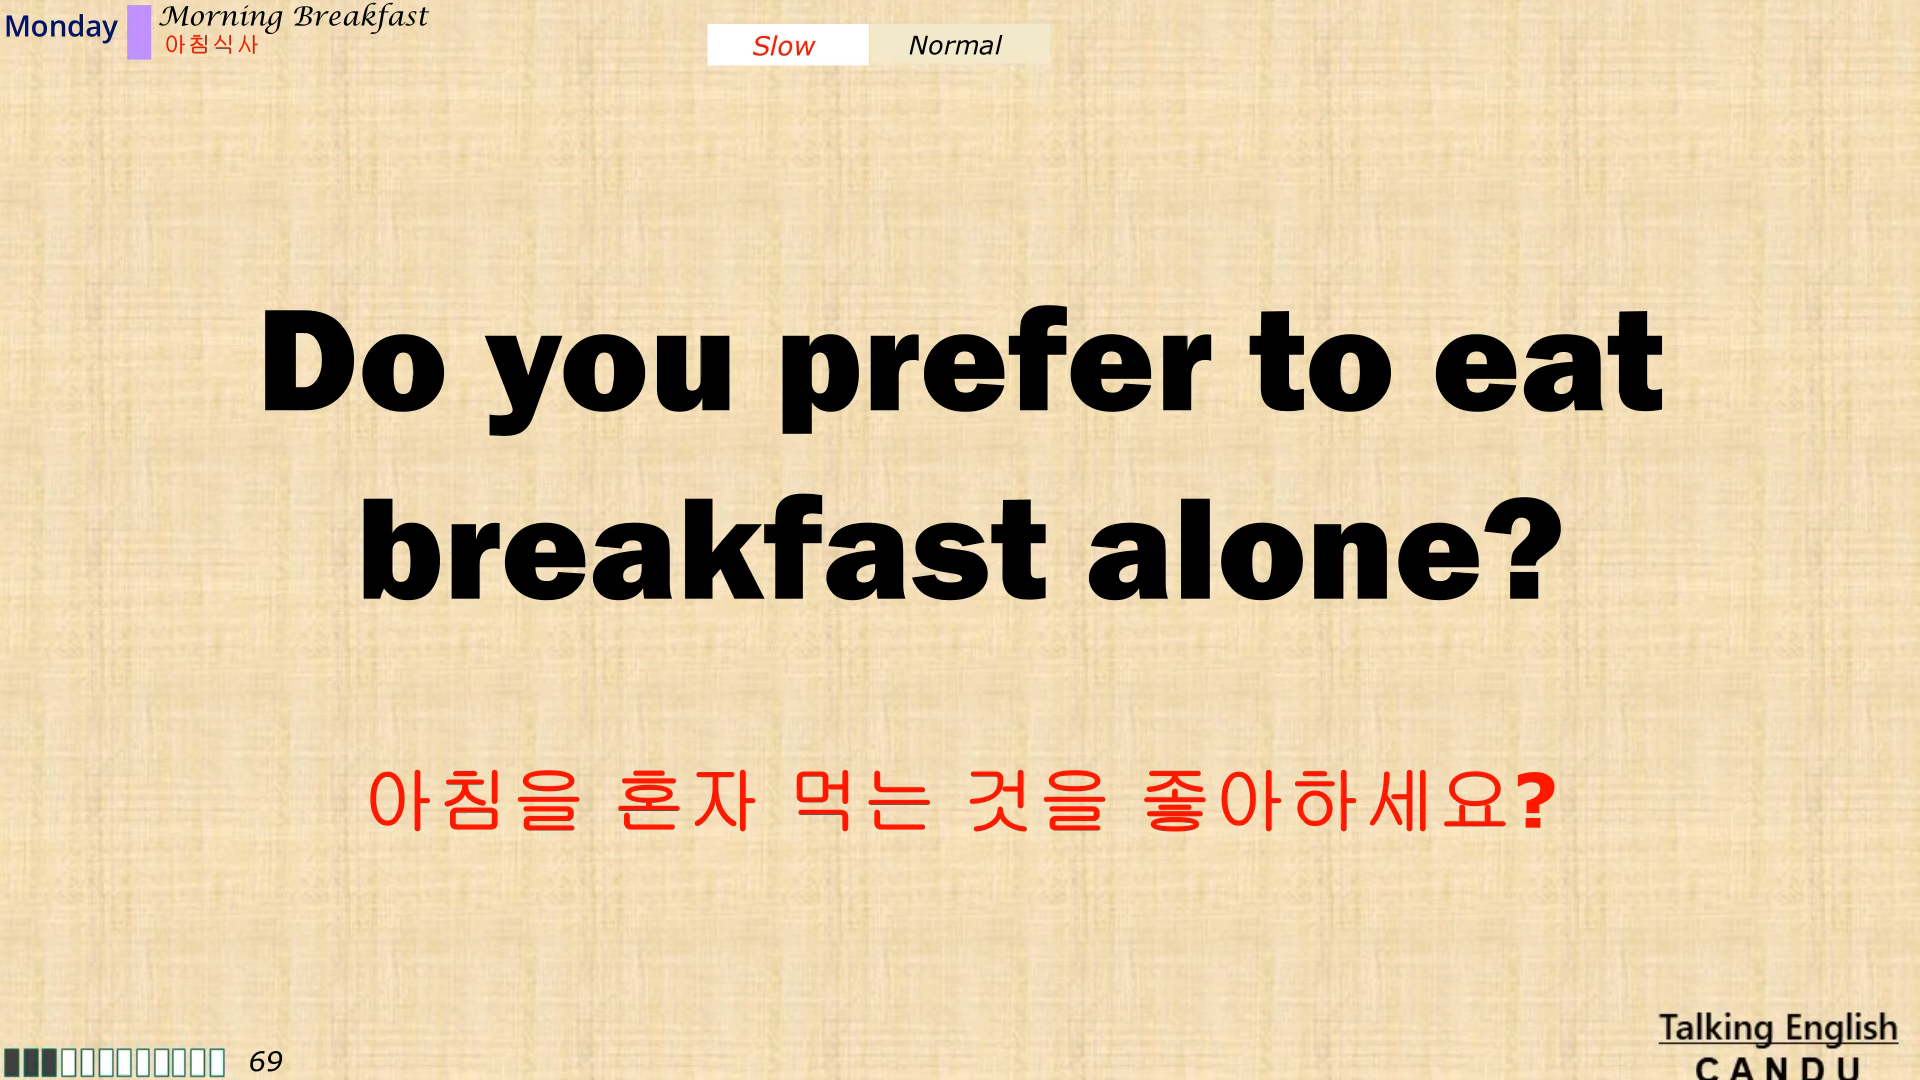 Monday
Morning Breakfast
아침식사
Slow Normal
Do you prefer to eat
breakfast alone?
아침을 혼자 먹는 것을 좋아하세요?
69
Talking English
CANDU